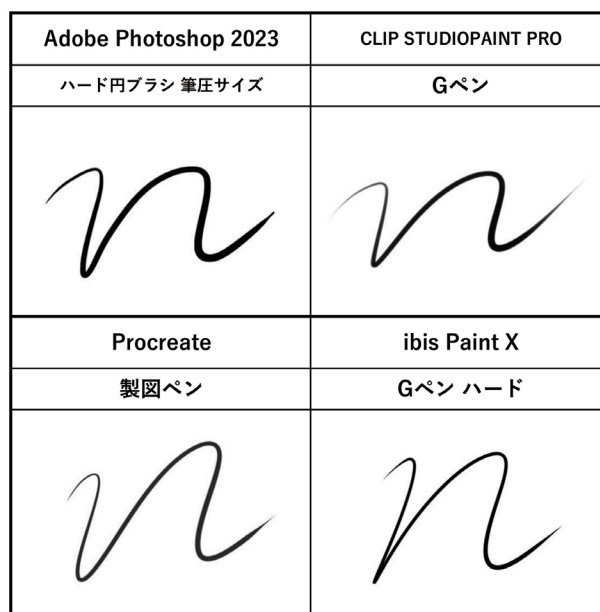 Adobe Photoshop 2023
CLIP STUDIOPAINT PRO
ハード円ブラシ 筆圧サイズ
Gペン
Procreate
ibis Paint X
製図ペン
Gペン ハード